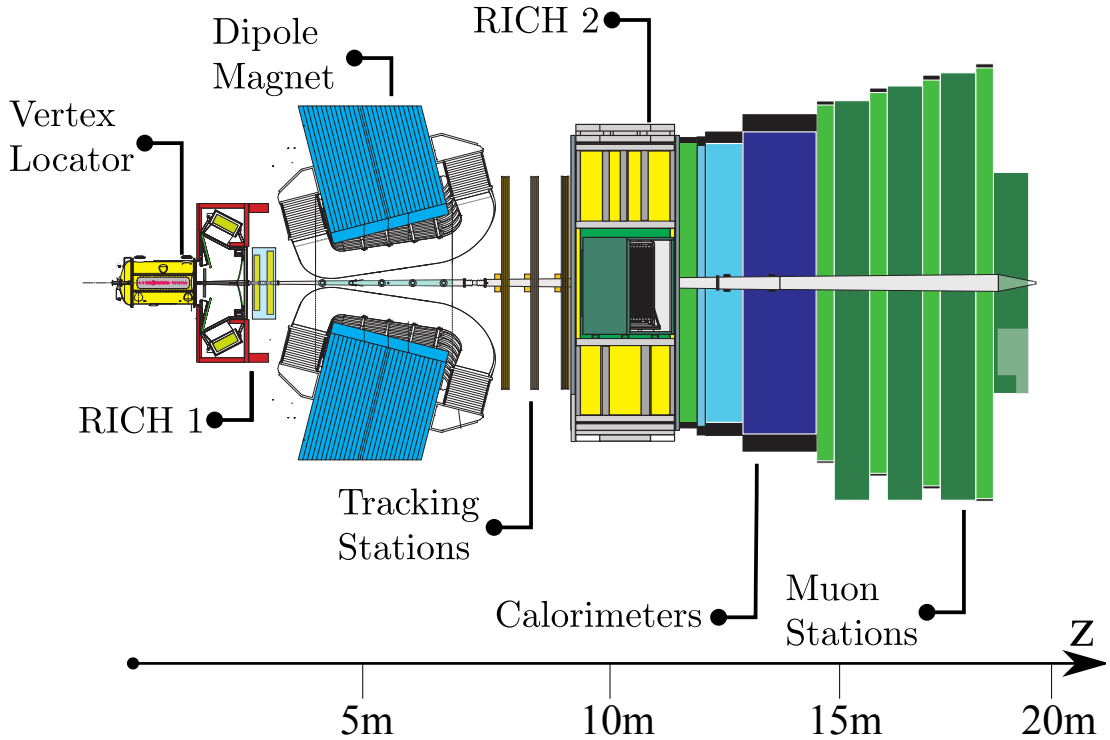 RICH 2
Dipole
Magnet
Vertex
Locator
RICH 1
Tracking
Stations
Calorimeters
Muon
Stations
z
5m
10m
15m
20m